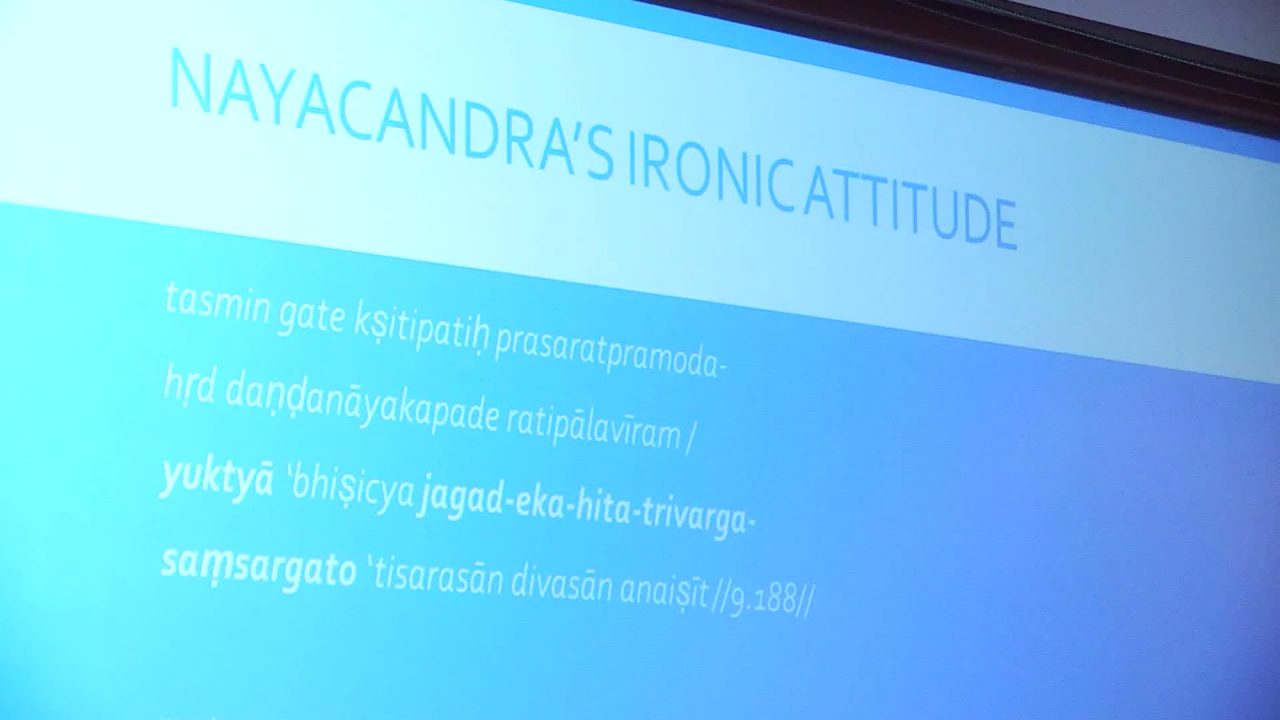 NAYACANDRA’S IRONIC ATTITUDE
tasmin gate kṣitipatiḥ prasaratpramoda-
hṛd daṇḍanāyakapade ratipālavīram /
yuktyā ‛bhiṣicya jagad-eka-hita-trivarga-
saṃsargato ‛tisarasān divasān anaiṣīt //9.188//